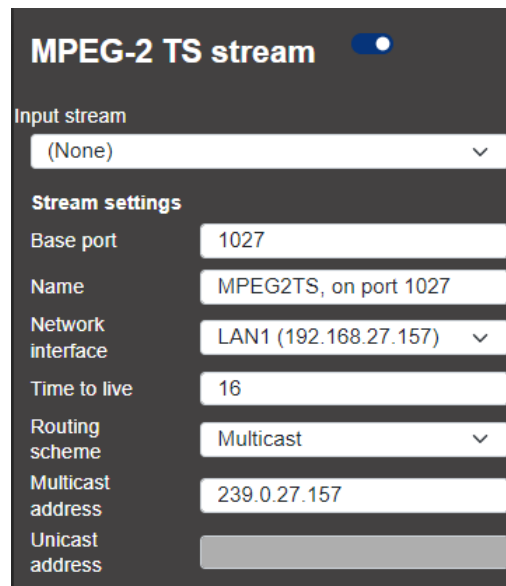 MPEG-2 TS stream
Input stream
(None)
Stream settings
Base port 1027
Name MPEG2TS, on port 1027
Network
interface LAN1 (192.168.27.157)
Time to live 16
Routing
scheme Multicast
Multicast
address 239.0.27.157
Unicast
address